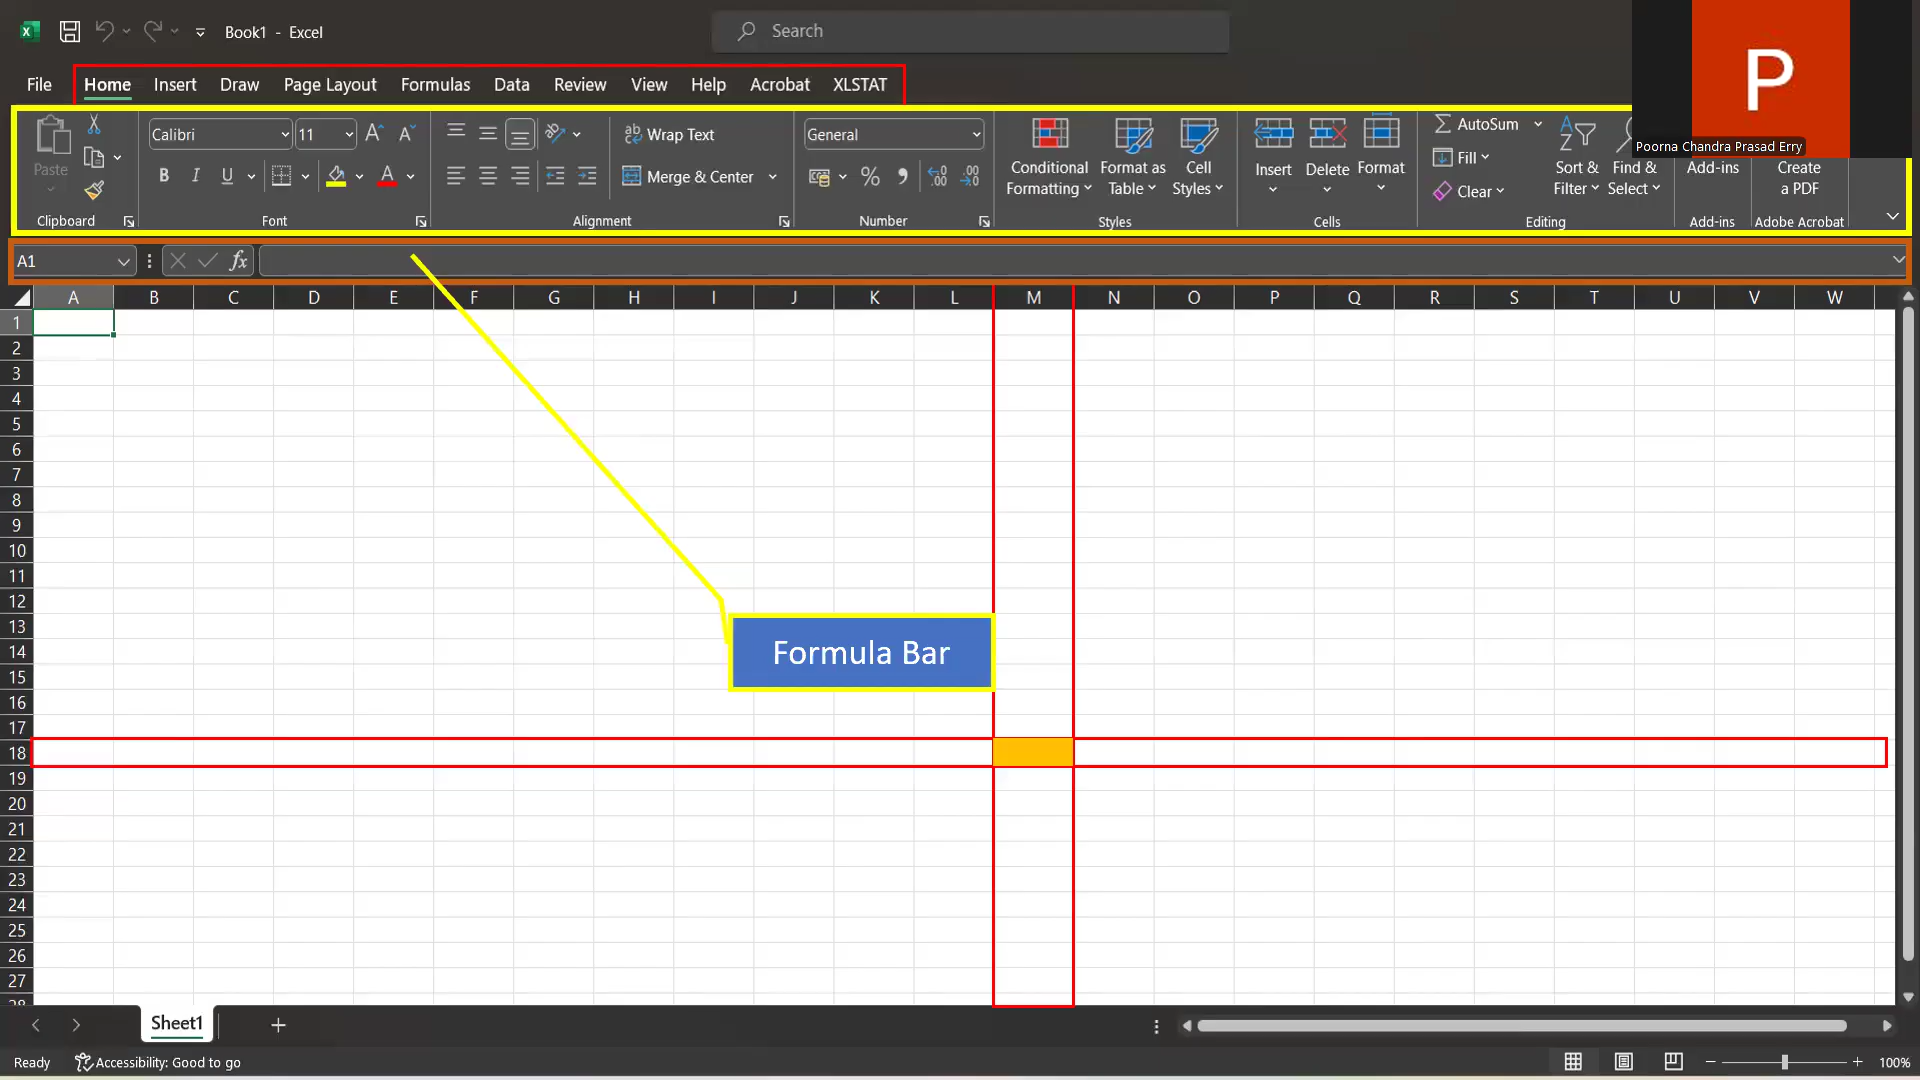 Book1 - Excel
Search
P
Poorna Chandra Prasad Erry
File Home Insert Draw Page Layout Formulas Data Review View Help Acrobat XLSTAT
Paste
Clipboard
Calibri 11
B I U A
Font
Wrap Text
Merge & Center
Alignment
General
%
Number
Conditional Formatting
Format as Table
Cell Styles
Styles
Insert Delete Format
Cells
AutoSum
Fill
Clear
Sort & Filter
Find & Select
Editing
Add-ins
Add-ins
Create a PDF
Adobe Acrobat
A1 fx
A B C D E F G H I J K L M N O P Q R S T U V W
1
2
3
4
5
6
7
8
9
10
11
12
13
14
15
16
17
18
19
20
21
22
23
24
25
26
27
28
Formula Bar
Sheet1
Ready Accessibility: Good to go 100%